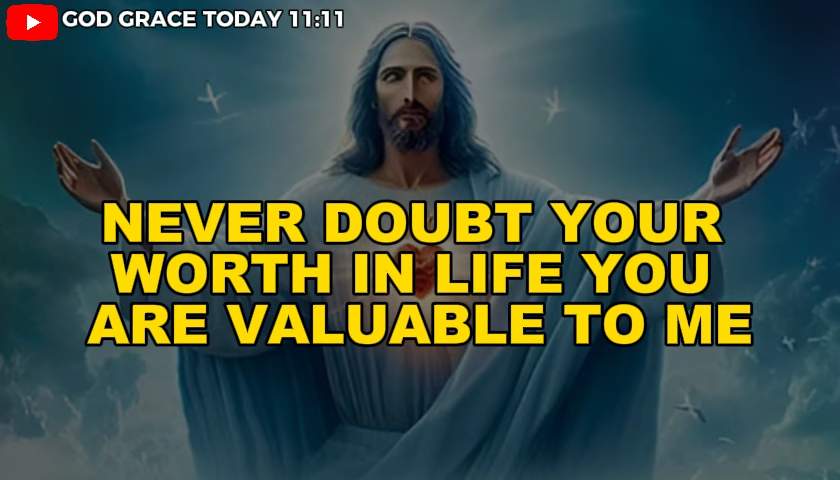 GOD GRACE TODAY 11:11
NEVER DOUBT YOUR
WORTH IN LIFE YOU
ARE VALUABLE TO ME